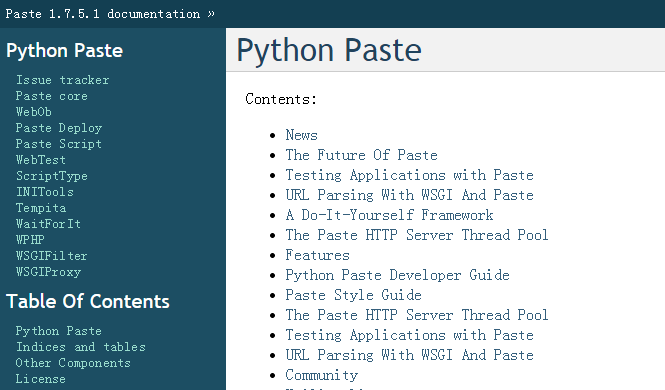 Paste 1.7.5.1 documentation »
Python Paste
Issue tracker
Paste core
WebOb
Paste Deploy
Paste Script
WebTest
ScriptType
INITools
Tempita
WaitForIt
WPHP
WSGIFilter
WSGIProxy
Table Of Contents
Python Paste
Indices and tables
Other Components
License
Python Paste
Contents:
News
The Future Of Paste
Testing Applications with Paste
URL Parsing With WSGI And Paste
A Do-It-Yourself Framework
The Paste HTTP Server Thread Pool
Features
Python Paste Developer Guide
Paste Style Guide
The Paste HTTP Server Thread Pool
Testing Applications with Paste
URL Parsing With WSGI And Paste
Community